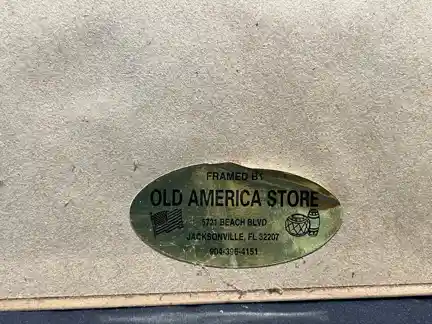 FRAMED BY
OLD AMERICA STORE
5731 BEACH BLVD
JACKSONVILLE, FL 32207
904-396-4151